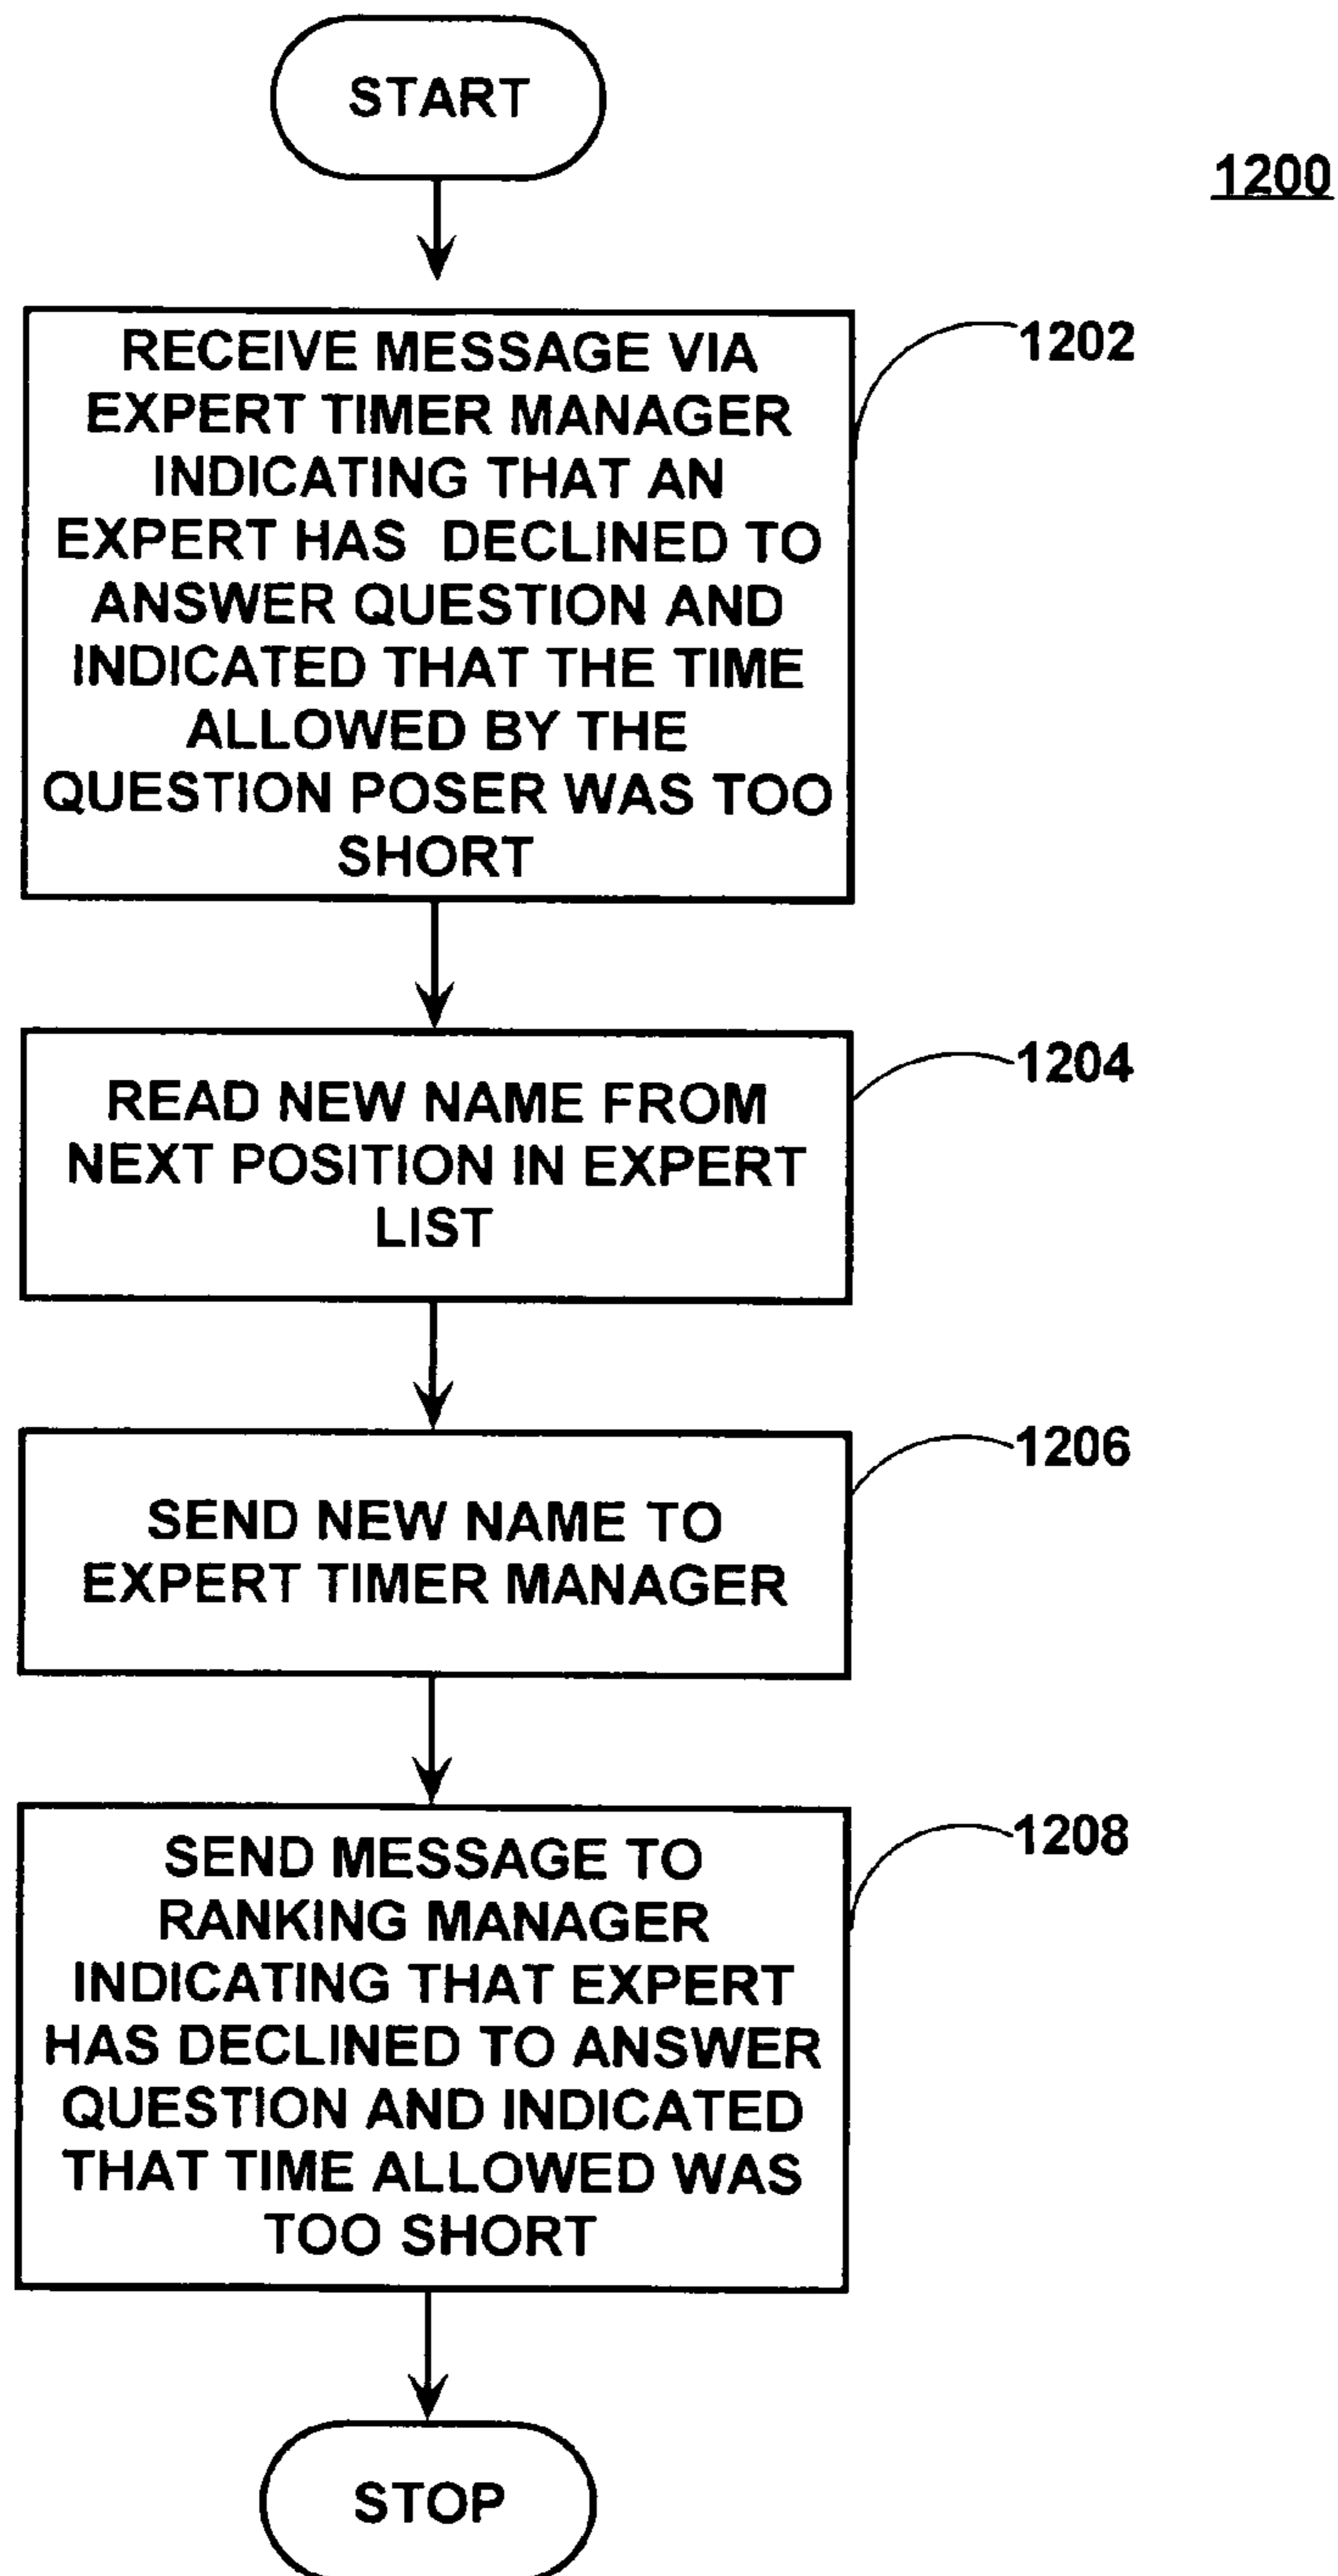 START
1200
RECEIVE MESSAGE VIA
EXPERT TIMER MANAGER
INDICATING THAT AN
EXPERT HAS DECLINED TO
ANSWER QUESTION AND
INDICATED THAT THE TIME
ALLOWED BY THE
QUESTION POSER WAS TOO
SHORT
1202
READ NEW NAME FROM
NEXT POSITION IN EXPERT
LIST
1204
SEND NEW NAME TO
EXPERT TIMER MANAGER
1206
SEND MESSAGE TO
RANKING MANAGER
INDICATING THAT EXPERT
HAS DECLINED TO ANSWER
QUESTION AND INDICATED
THAT TIME ALLOWED WAS
TOO SHORT
1208
STOP